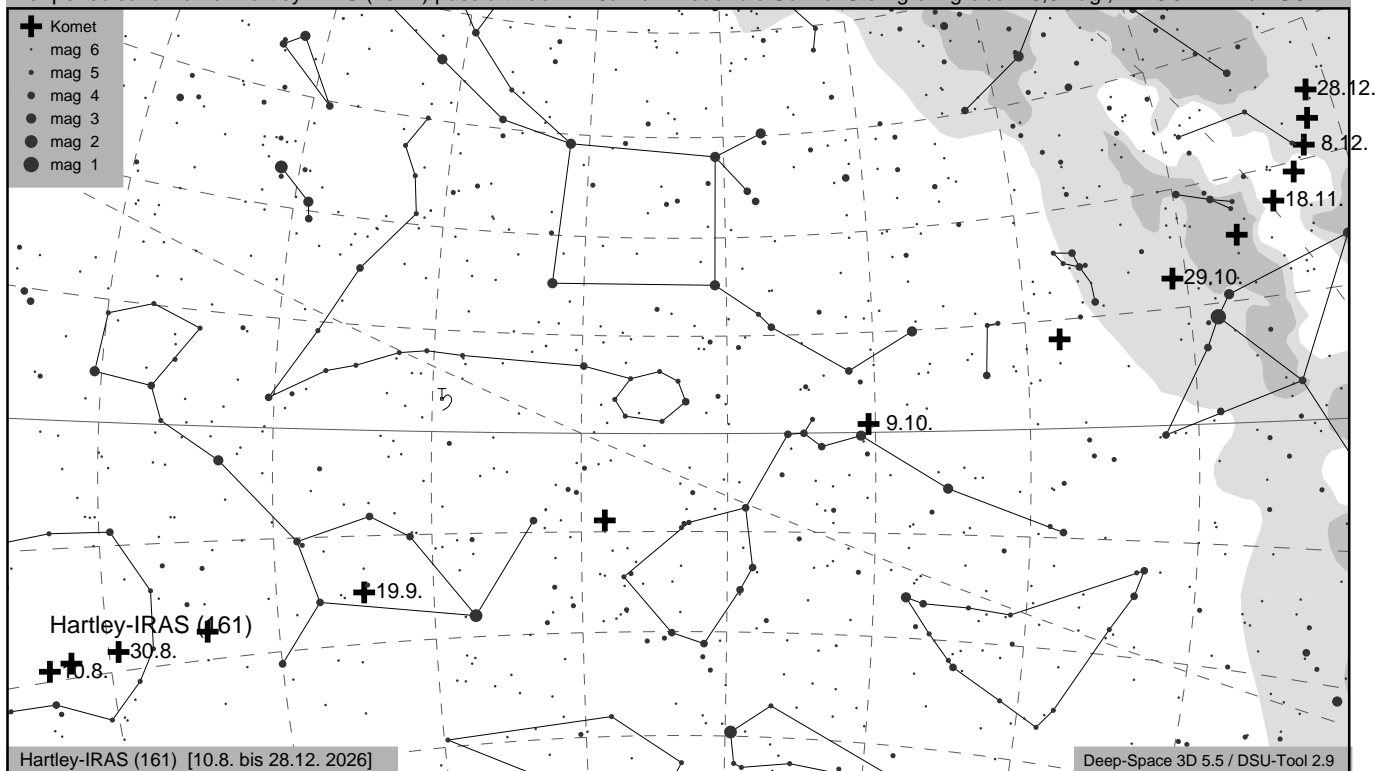 Komet
mag 6
mag 5
mag 4
mag 3
mag 2
mag 1
28.12.
8.12.
18.11.
29.10.
9.10.
19.9.
Hartley-IRAS (161)
30.8.
10.8.
Hartley-IRAS (161) [10.8. bis 28.12. 2026]
Deep-Space 3D 5.5 / DSU-Tool 2.9